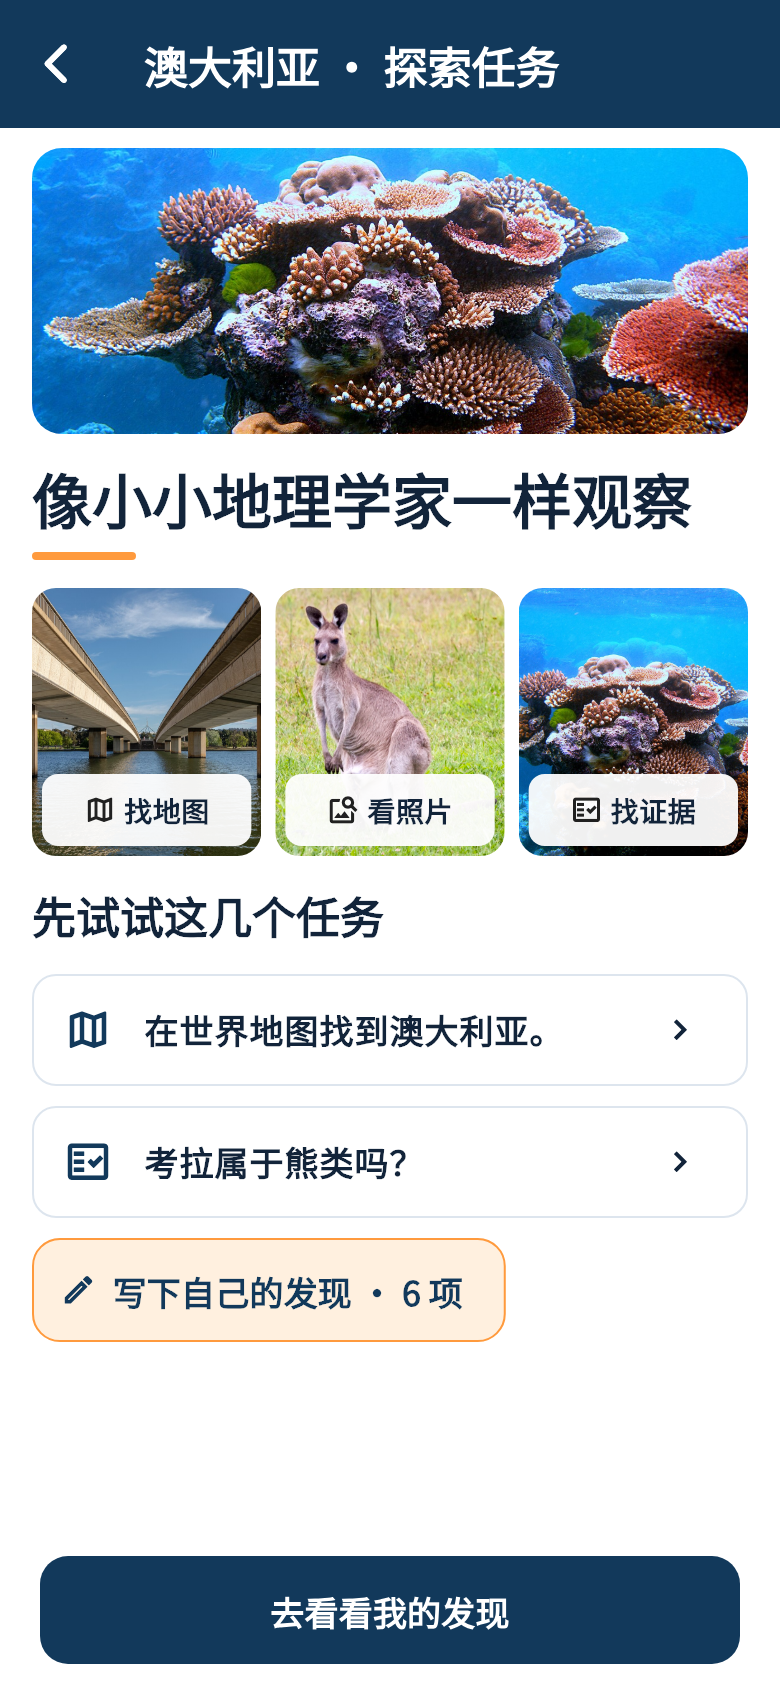 澳大利亚 · 探索任务
像小小地理学家一样观察
找地图
看照片
找证据
先试试这几个任务
在世界地图找到澳大利亚。
考拉属于熊类吗?
写下自己的发现 · 6 项
去看看我的发现